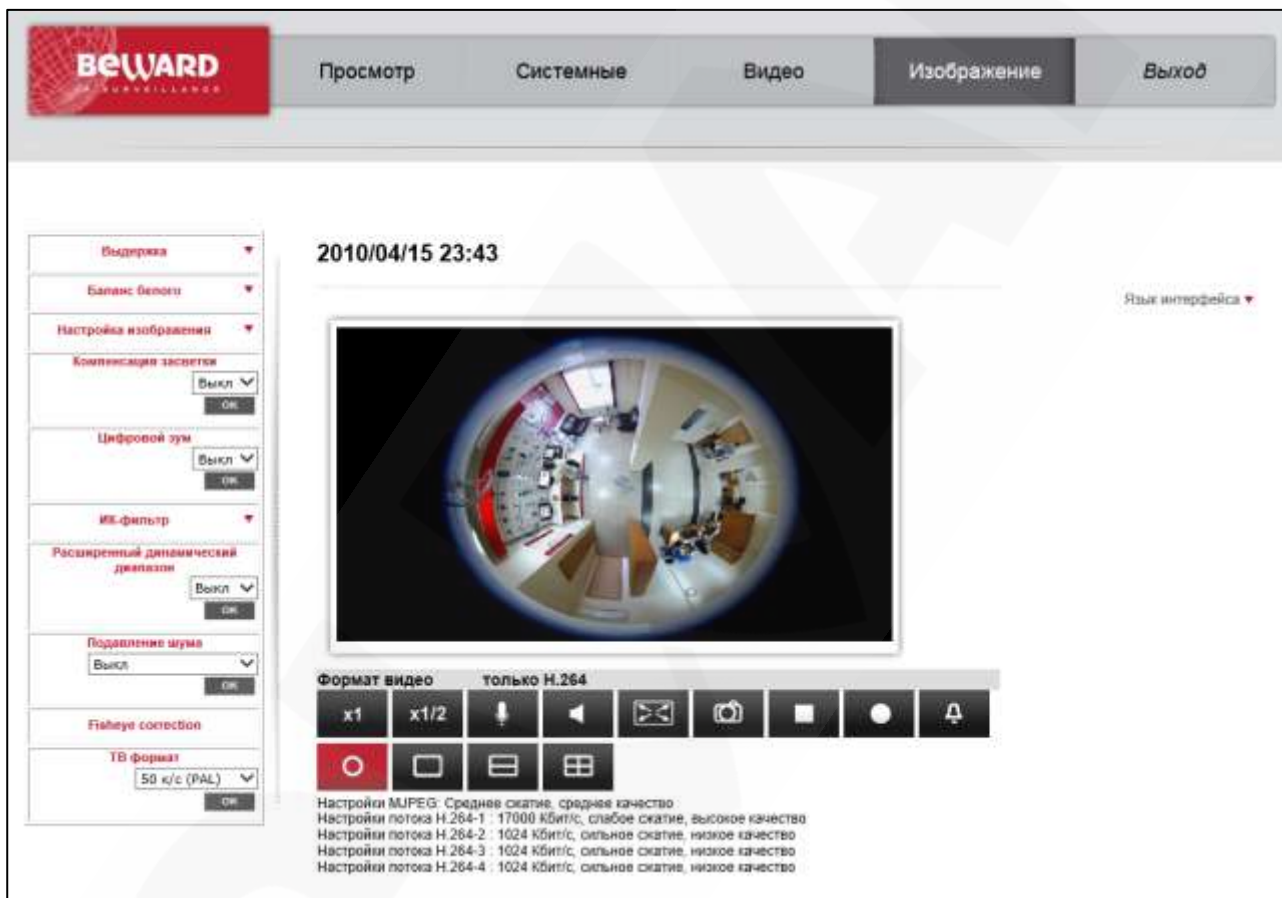 BEWARD
IP SURVEILLANCE
Просмотр
Системные
Видео
Изображение
Выход
Выдержка
Баланс белого
Настройка изображения
Компенсация засветки
Выкл
OK
Цифровой зум
Выкл
OK
ИК-фильтр
Расширенный динамический
диапазон
Выкл
OK
Подавление шума
Выкл
OK
Fisheye correction
ТВ формат
50 к/с (PAL)
OK
2010/04/15 23:43
Язык интерфейса
Формат видео только H.264
x1
x1/2
Настройки MJPEG: Среднее сжатие, среднее качество
Настройки потока H.264-1 : 17000 Кбит/с, слабое сжатие, высокое качество
Настройки потока H.264-2 : 1024 Кбит/с, сильное сжатие, низкое качество
Настройки потока H.264-3 : 1024 Кбит/с, сильное сжатие, низкое качество
Настройки потока H.264-4 : 1024 Кбит/с, сильное сжатие, низкое качество